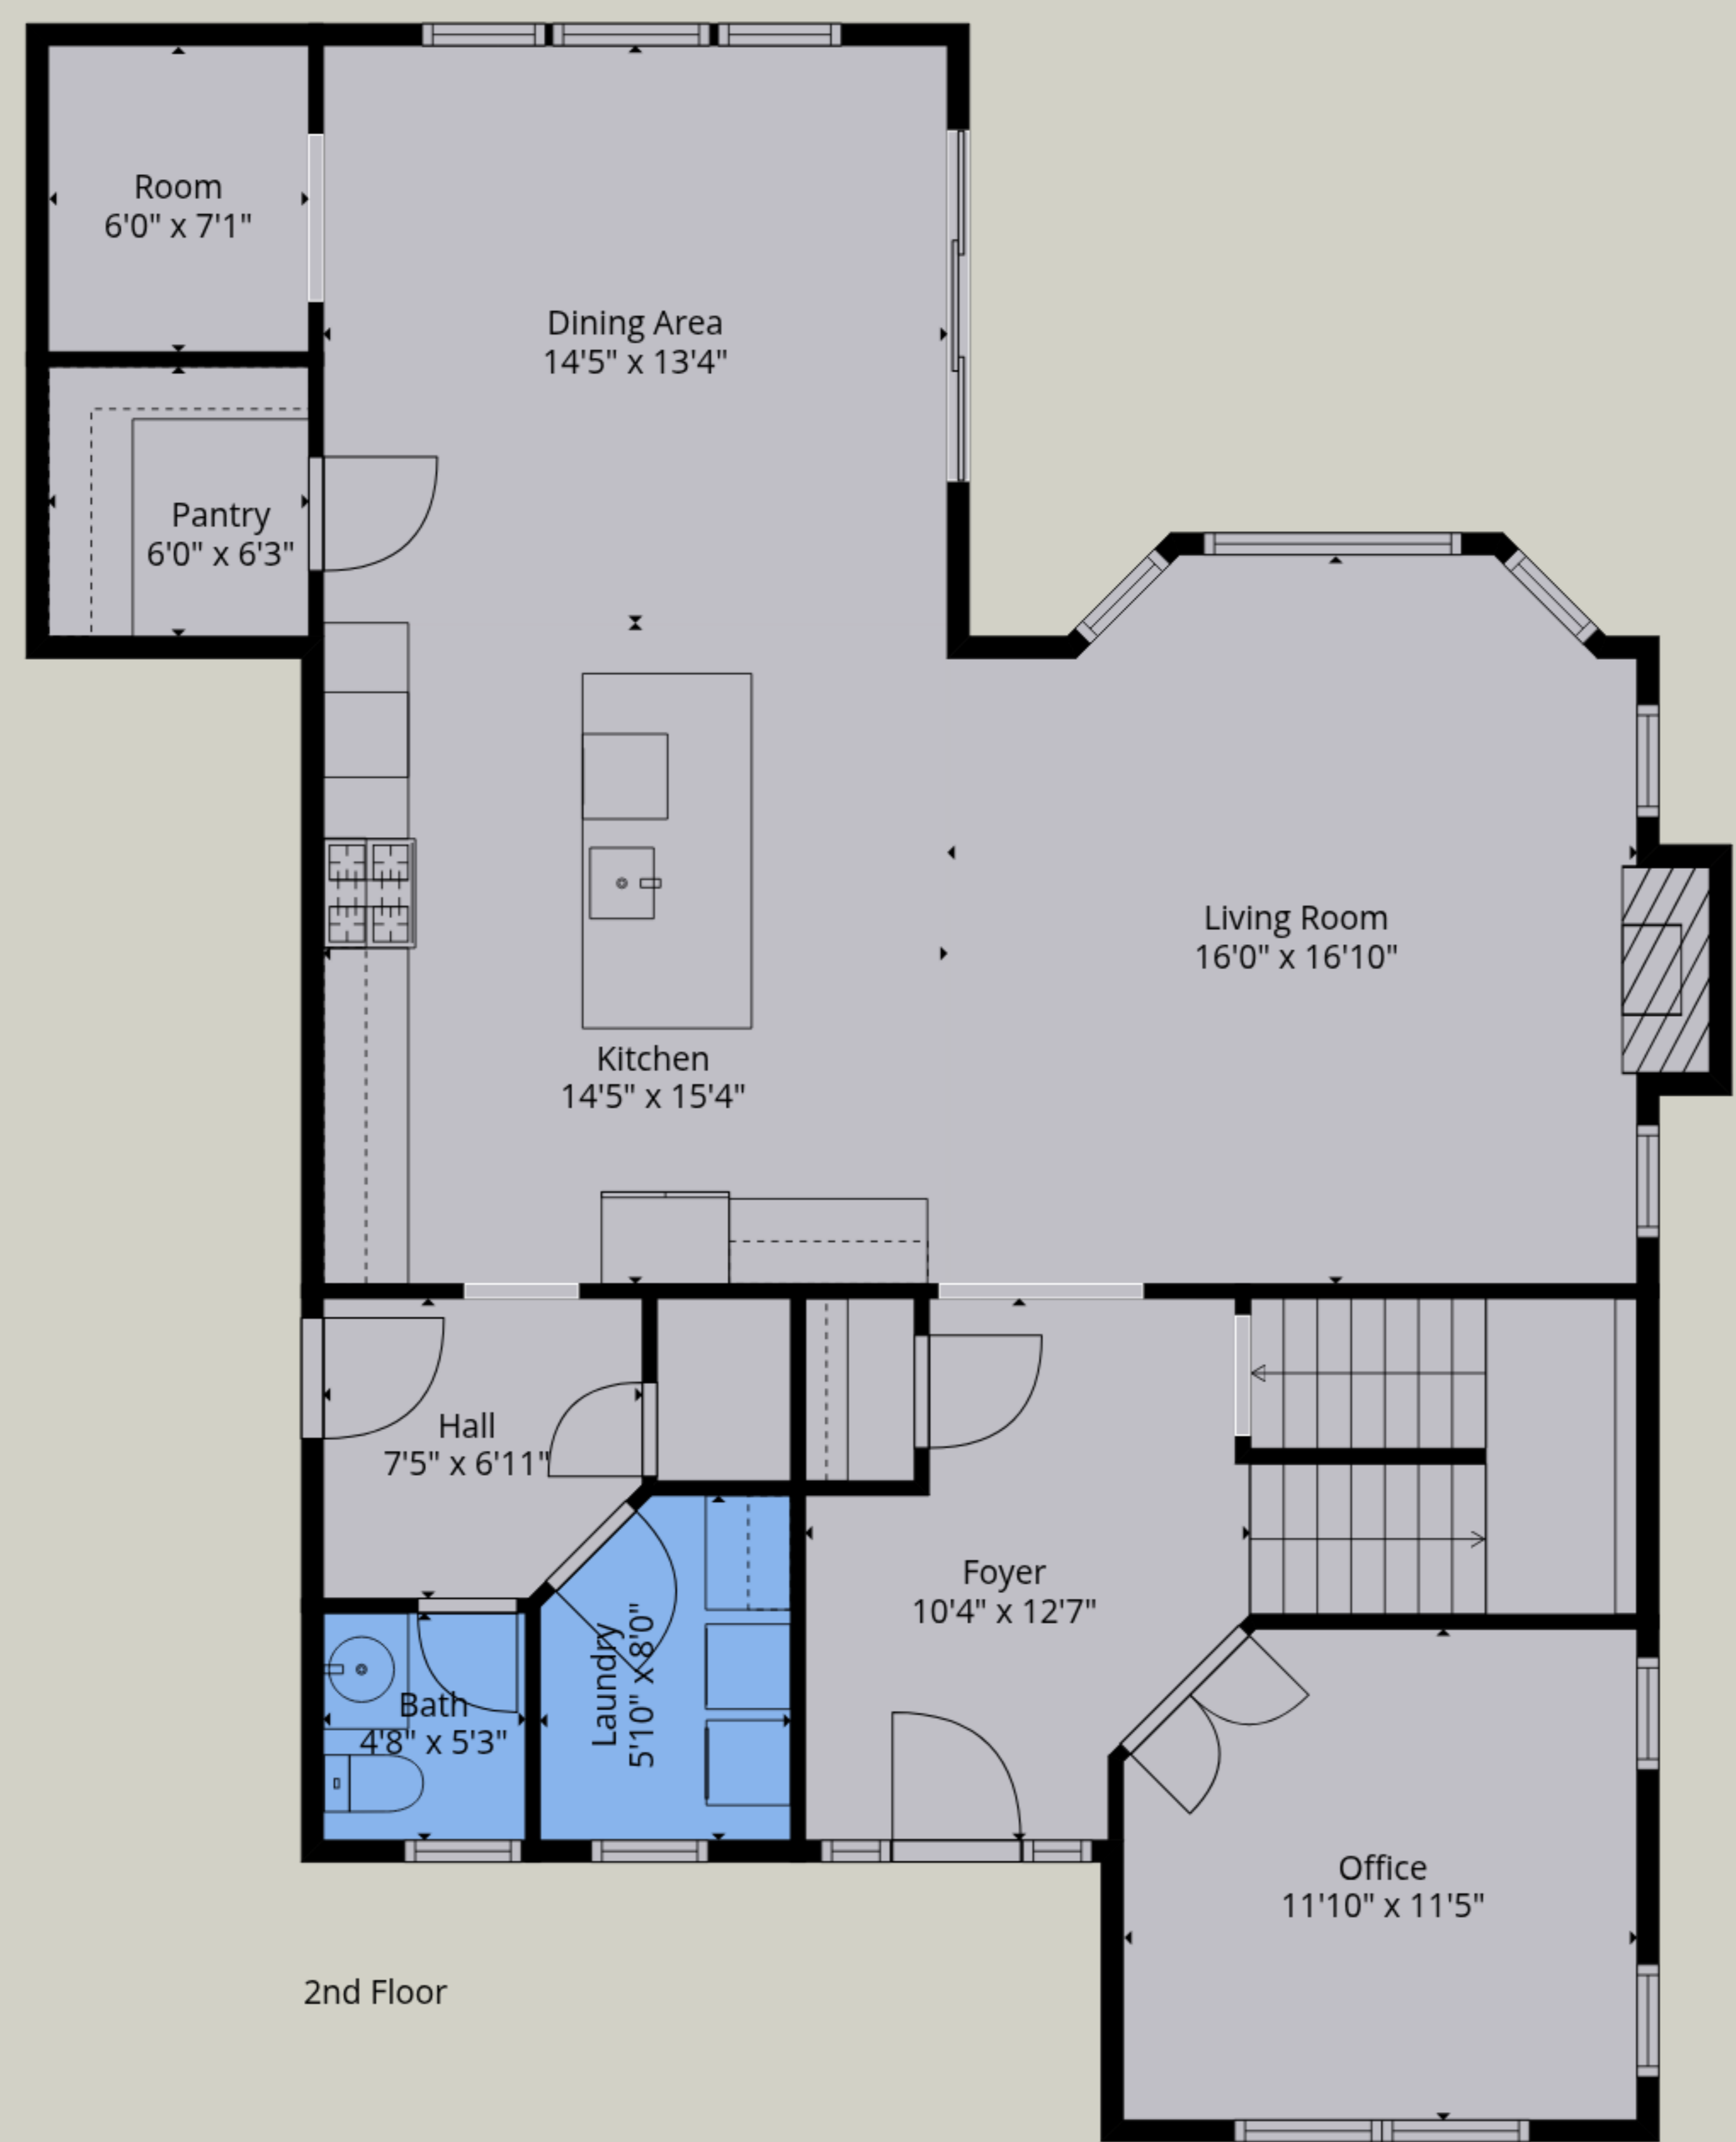 Room
6'0" x 7'1"
Dining Area
14'5" x 13'4"
Pantry
6'0" x 6'3"
Living Room
16'0" x 16'10"
Kitchen
14'5" x 15'4"
Hall
7'5" x 6'11"
Foyer
10'4" x 12'7"
Laundry
5'10" x 8'0"
Bath
4'8" x 5'3"
Office
11'10" x 11'5"
2nd Floor